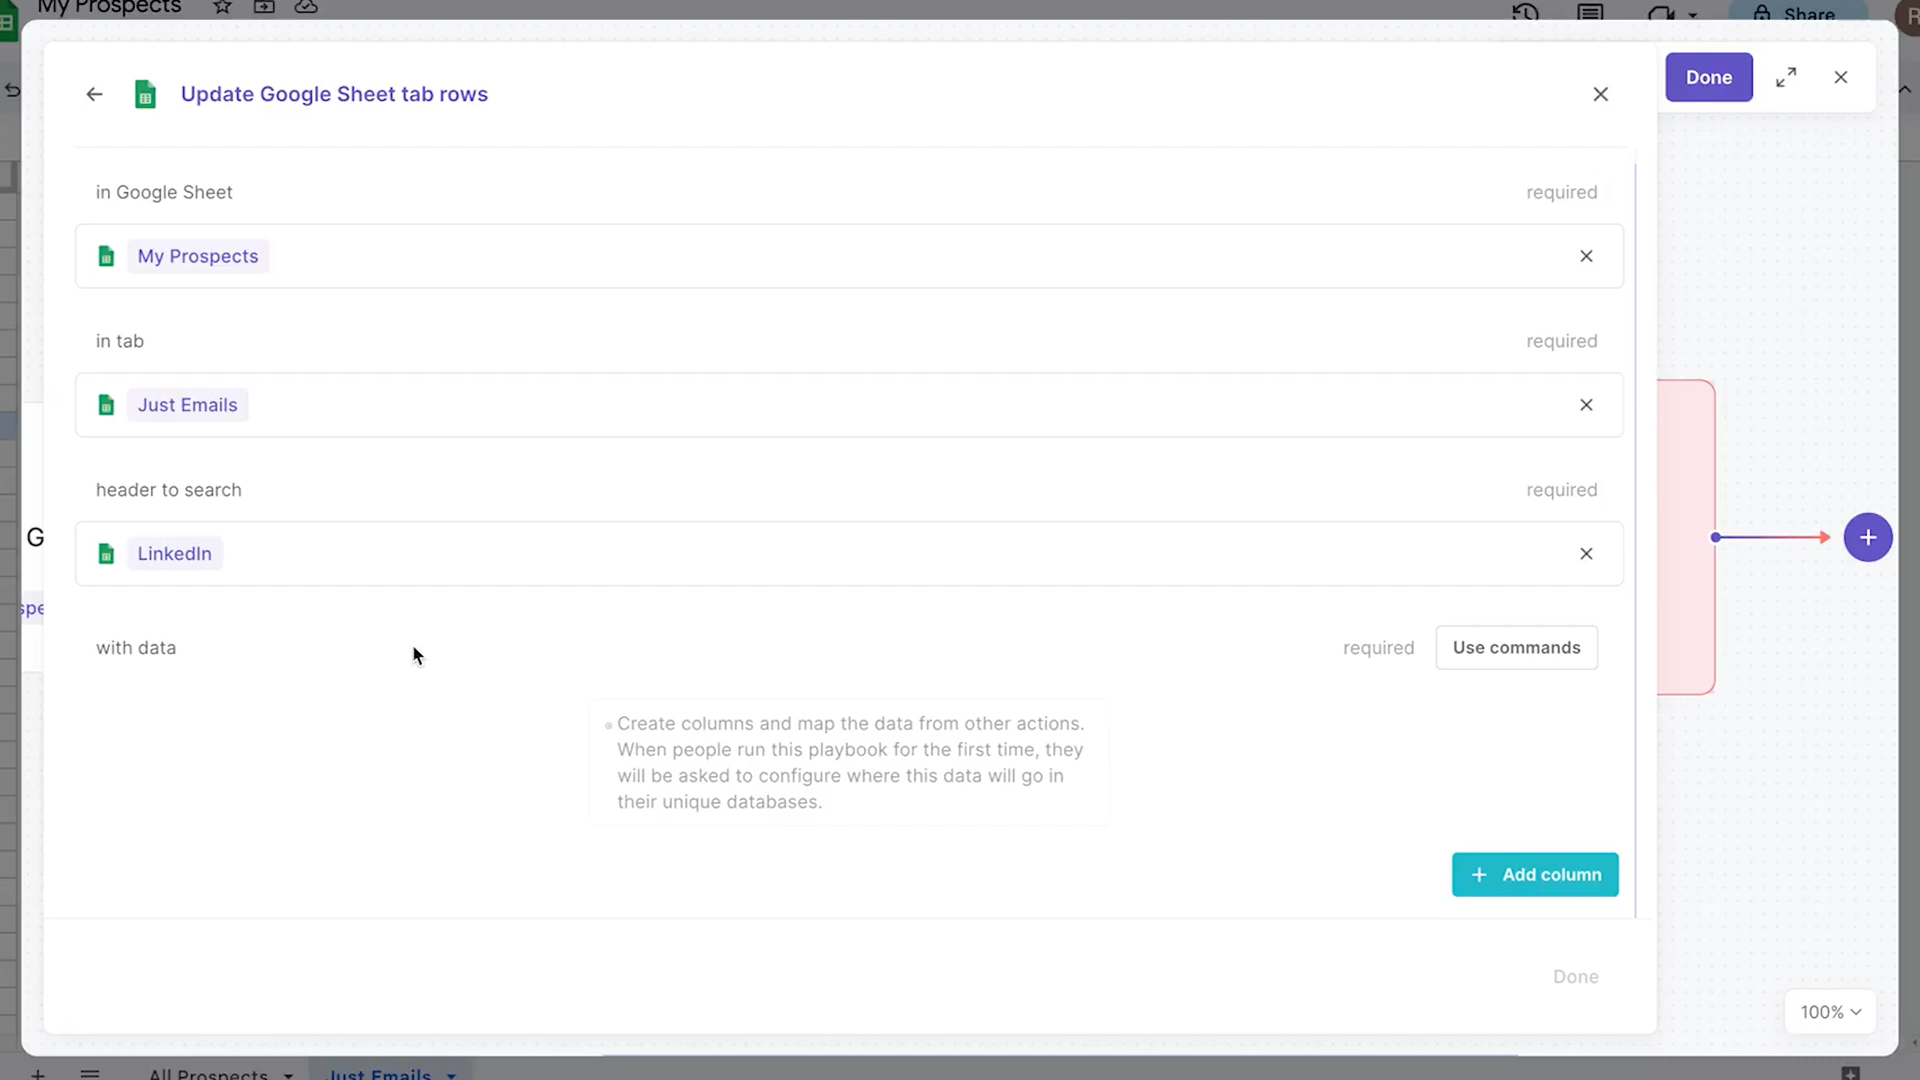 My Prospects
Share
R
Update Google Sheet tab rows
Done
in Google Sheet
required
My Prospects
in tab
required
Just Emails
header to search
required
LinkedIn
G
spe
with data
required
Use commands
Create columns and map the data from other actions.
When people run this playbook for the first time, they
will be asked to configure where this data will go in
their unique databases.
+ Add column
Done
100%
All Prospects
Just Emails